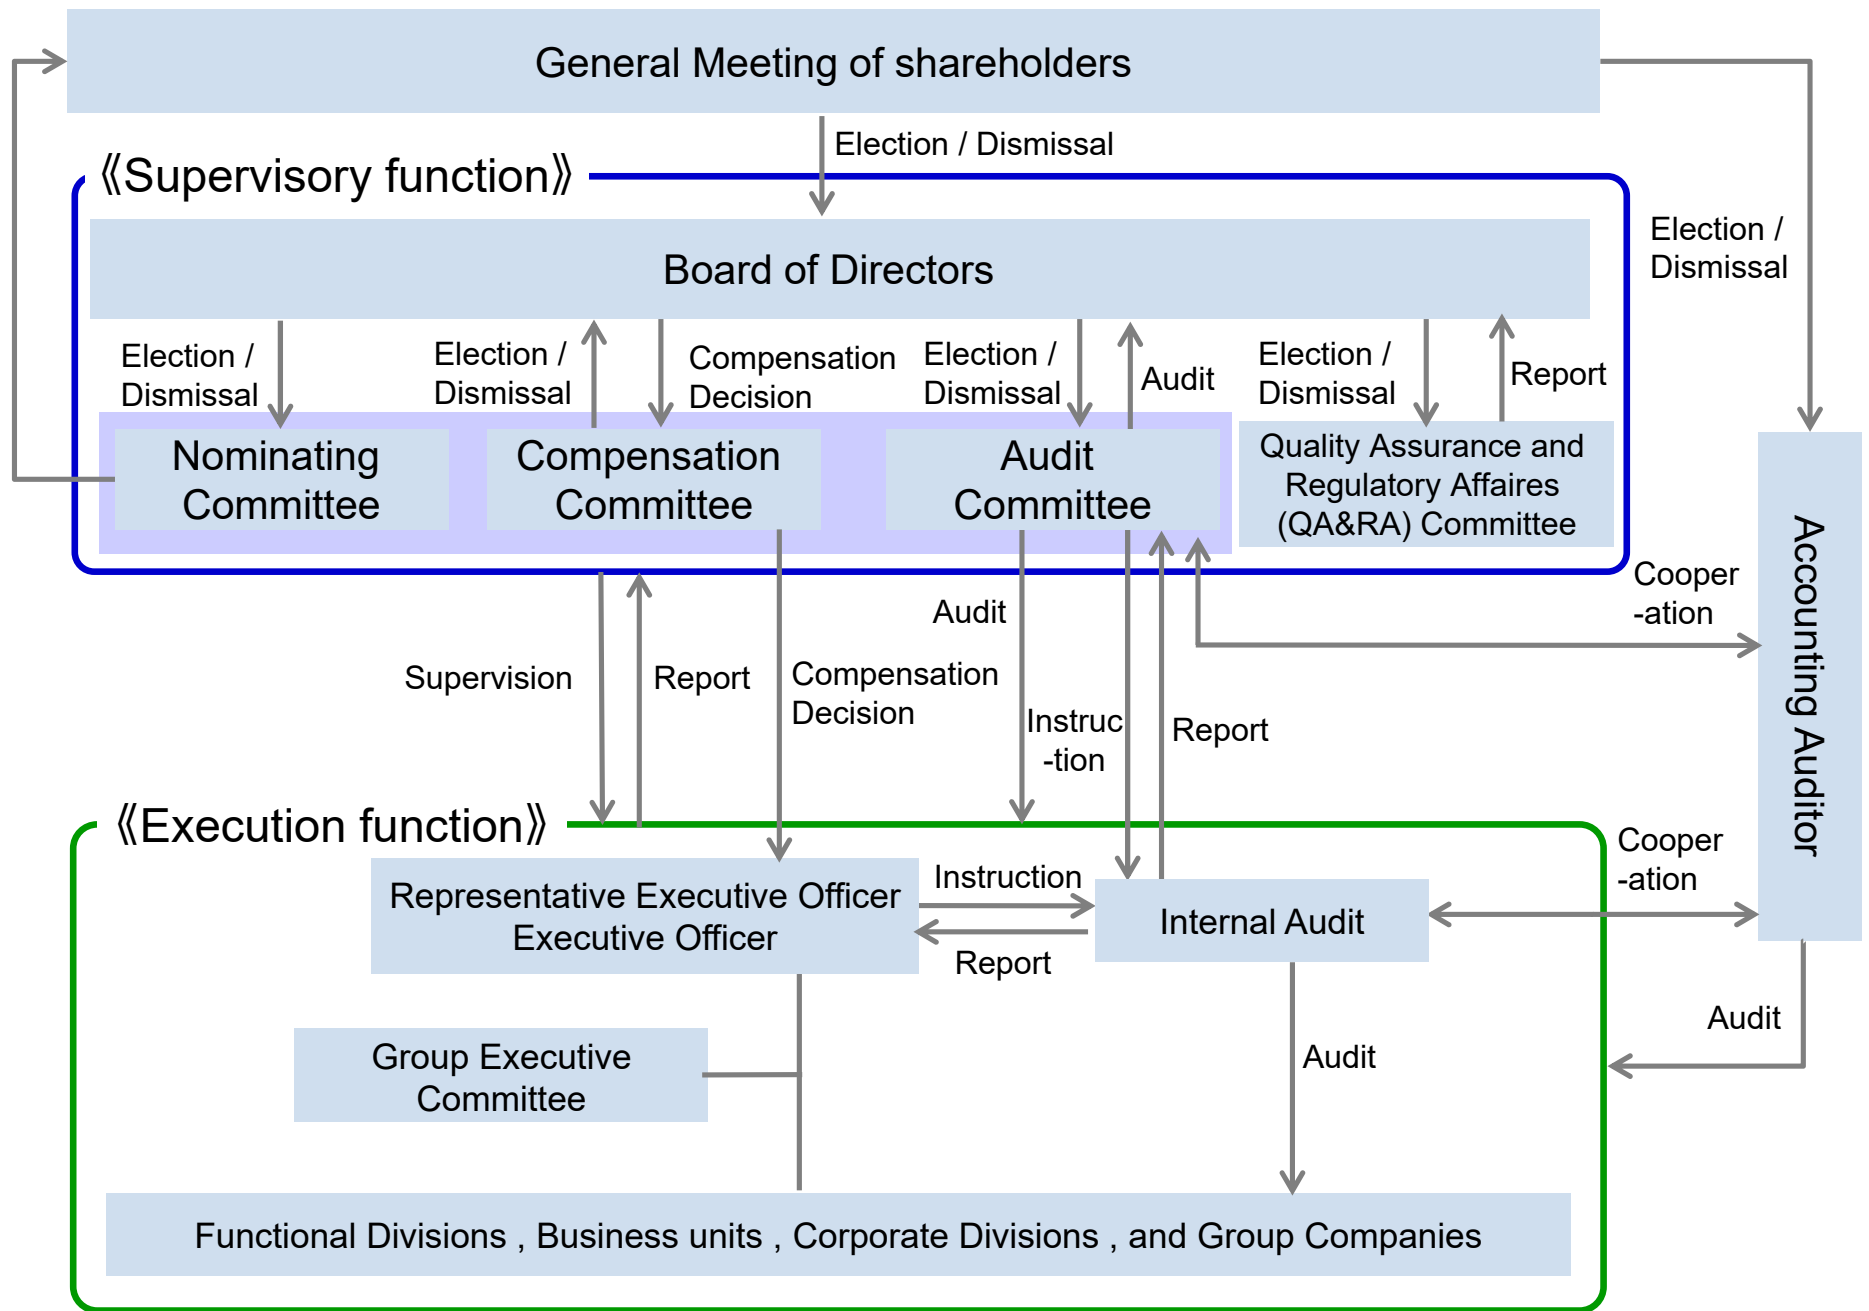 General Meeting of shareholders
Election / Dismissal
《Supervisory function》
Election /
Dismissal
Board of Directors
Election /
Dismissal
Election /
Dismissal
Compensation
Decision
Election /
Dismissal
Audit
Election /
Dismissal
Report
Nominating
Committee
Compensation
Committee
Audit
Committee
Quality Assurance and
Regulatory Affaires
(QA&RA) Committee
Accounting Auditor
Cooper
-ation
Audit
Supervision
Report
Compensation
Decision
Instruc
-tion
Report
《Execution function》
Cooper
-ation
Representative Executive Officer
Executive Officer
Instruction
Report
Internal Audit
Audit
Group Executive
Committee
Audit
Functional Divisions , Business units , Corporate Divisions , and Group Companies